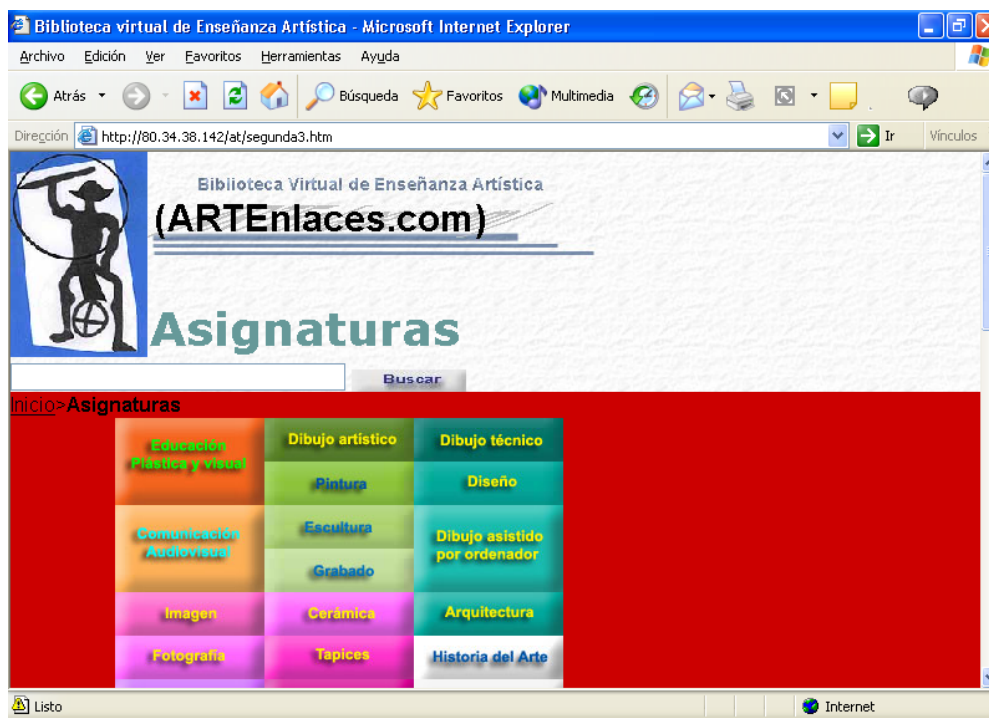 Biblioteca virtual de Enseñanza Artística - Microsoft Internet Explorer
Archivo Edición Ver Favoritos Herramientas Ayuda
Atrás Búsqueda Favoritos Multimedia
Dirección http://80.34.38.142/at/segunda3.htm Ir Vínculos
Biblioteca Virtual de Enseñanza Artística
(ARTEnlaces.com)
Asignaturas
Buscar
Inicio>Asignaturas
Educación
Plástica y visual
Dibujo artístico
Dibujo técnico
Pintura
Diseño
Comunicación
Audiovisual
Escultura
Dibujo asistido
por ordenador
Grabado
Imagen
Cerámica
Arquitectura
Fotografía
Tapices
Historia del Arte
Listo Internet